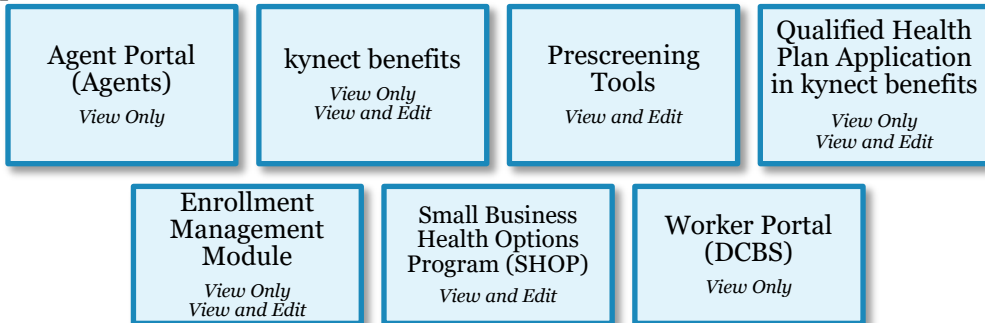 Agent Portal
(Agents)
View Only
kynect benefits
View Only
View and Edit
Prescreening
Tools
View and Edit
Qualified Health
Plan Application
in kynect benefits
View Only
View and Edit
Enrollment
Management
Module
View Only
View and Edit
Small Business
Health Options
Program (SHOP)
View and Edit
Worker Portal
(DCBS)
View Only